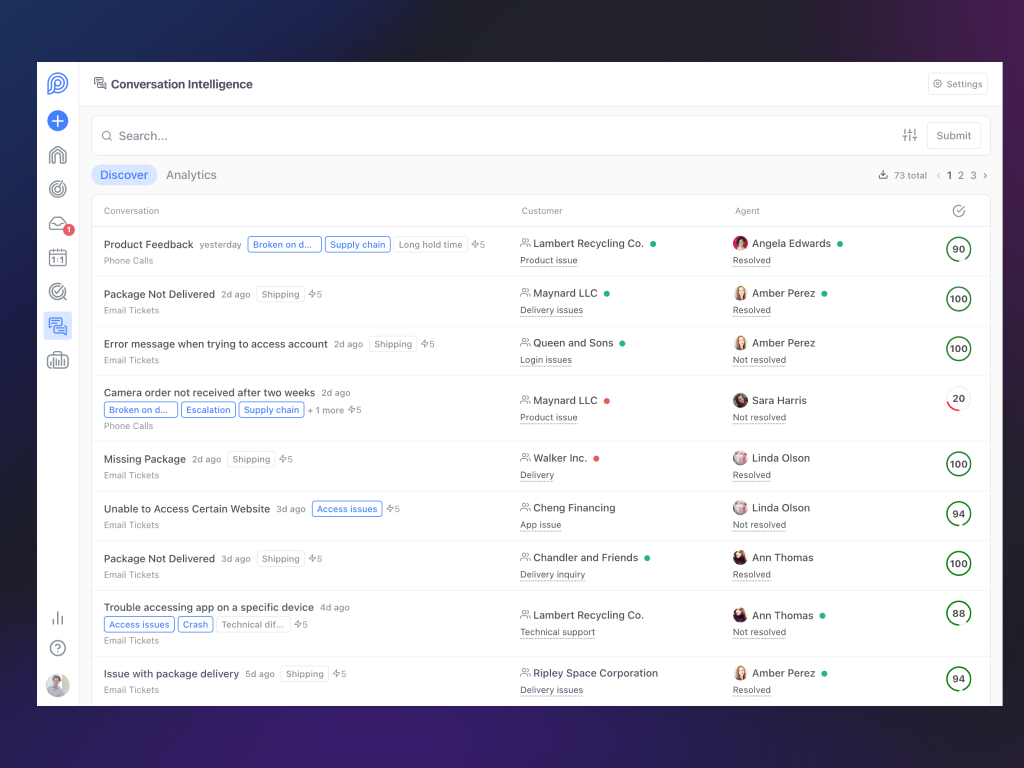 Conversation Intelligence
Settings
Search...
Submit
Discover
Analytics
73 total ‹ 1 2 3 ›
Conversation Customer Agent
Product Feedback yesterday Broken on d... Supply chain Long hold time 5 Lambert Recycling Co. Angela Edwards 90
Phone Calls Product issue Resolved
Package Not Delivered 2d ago Shipping 5 Maynard LLC Amber Perez 100
Email Tickets Delivery issues Resolved
Error message when trying to access account 2d ago Shipping 5 Queen and Sons Amber Perez 100
Email Tickets Login issues Not resolved
Camera order not received after two weeks 2d ago
Broken on d... Escalation Supply chain + 1 more 5 Maynard LLC Sara Harris 20
Phone Calls Product issue Not resolved
Missing Package 2d ago Shipping 5 Walker Inc. Linda Olson 100
Email Tickets Delivery Resolved
Unable to Access Certain Website 3d ago Access issues 5 Cheng Financing Linda Olson 94
Email Tickets App issue Not resolved
Package Not Delivered 3d ago Shipping 5 Chandler and Friends Ann Thomas 100
Email Tickets Delivery inquiry Resolved
Trouble accessing app on a specific device 4d ago
Access issues Crash Technical dif... 5 Lambert Recycling Co. Ann Thomas 88
Email Tickets Technical support Not resolved
Issue with package delivery 5d ago Shipping 5 Ripley Space Corporation Amber Perez 94
Email Tickets Delivery issues Resolved
1
1:1